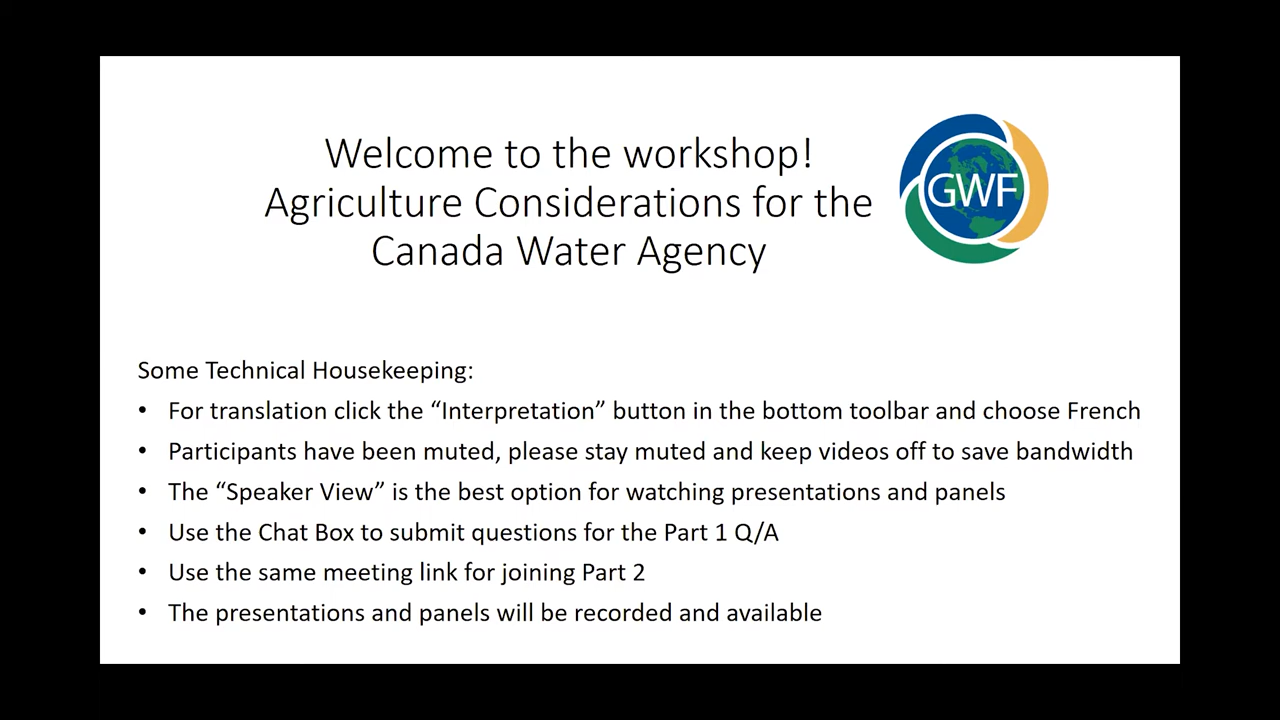 Welcome to the workshop!
Agriculture Considerations for the
Canada Water Agency
GWF
Some Technical Housekeeping:
• For translation click the “Interpretation” button in the bottom toolbar and choose French
• Participants have been muted, please stay muted and keep videos off to save bandwidth
• The “Speaker View” is the best option for watching presentations and panels
• Use the Chat Box to submit questions for the Part 1 Q/A
• Use the same meeting link for joining Part 2
• The presentations and panels will be recorded and available